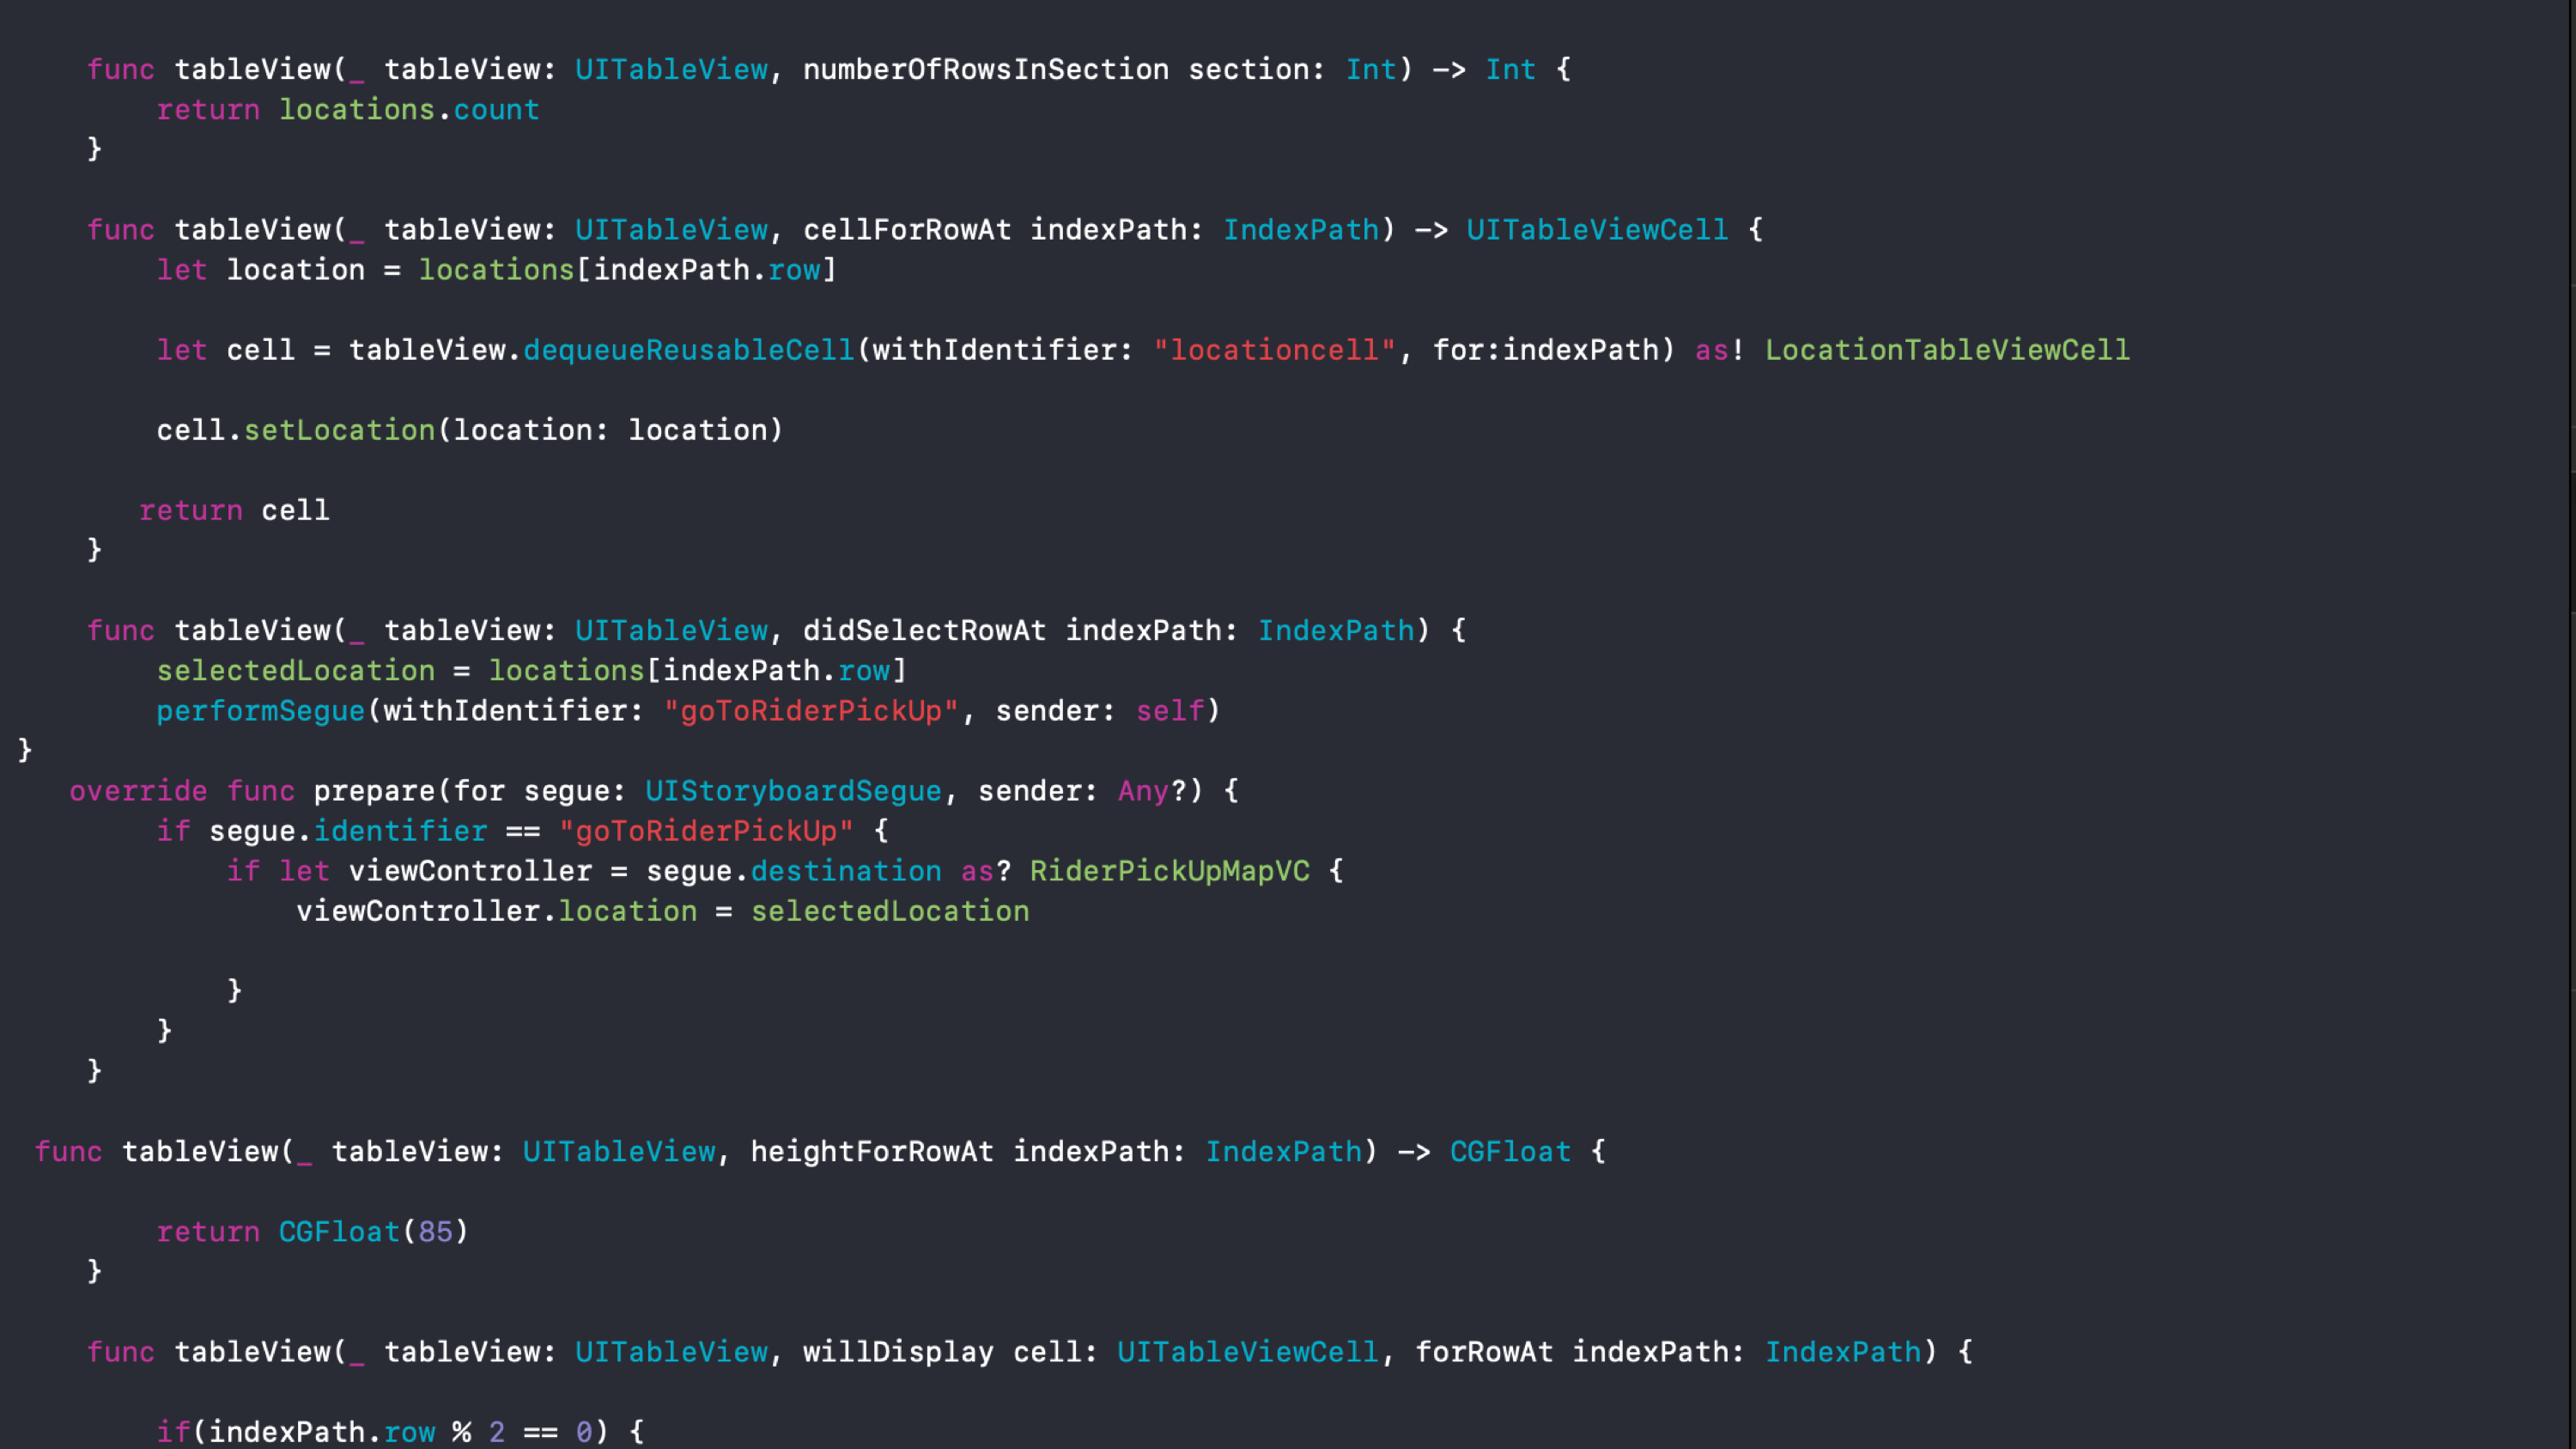 func tableView(_ tableView: UITableView, numberOfRowsInSection section: Int) -> Int {
return locations.count
}
func tableView(_ tableView: UITableView, cellForRowAt indexPath: IndexPath) -> UITableViewCell {
let location = locations[indexPath.row]
let cell = tableView.dequeueReusableCell(withIdentifier: "locationcell", for:indexPath) as! LocationTableViewCell
cell.setLocation(location: location)
return cell
}
func tableView(_ tableView: UITableView, didSelectRowAt indexPath: IndexPath) {
selectedLocation = locations[indexPath.row]
performSegue(withIdentifier: "goToRiderPickUp", sender: self)
}
override func prepare(for segue: UIStoryboardSegue, sender: Any?) {
if segue.identifier == "goToRiderPickUp" {
if let viewController = segue.destination as? RiderPickUpMapVC {
viewController.location = selectedLocation
}
}
}
func tableView(_ tableView: UITableView, heightForRowAt indexPath: IndexPath) -> CGFloat {
return CGFloat(85)
}
func tableView(_ tableView: UITableView, willDisplay cell: UITableViewCell, forRowAt indexPath: IndexPath) {
if(indexPath.row % 2 == 0) {